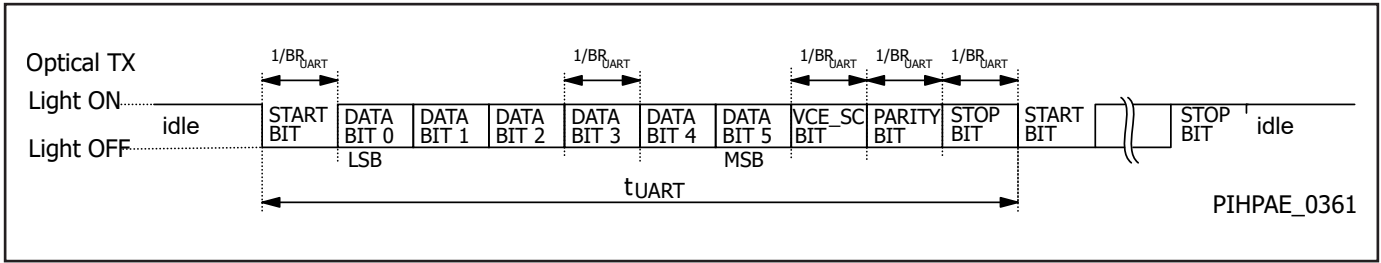 1/BRUART 1/BRUART 1/BRUART 1/BRUART 1/BRUART
Optical TX
Light ON
idle
Light OFF
START BIT
DATA BIT 0
DATA BIT 1
DATA BIT 2
DATA BIT 3
DATA BIT 4
DATA BIT 5
VCE_SC BIT
PARITY BIT
STOP BIT
START BIT
STOP BIT
idle
LSB
MSB
tUART
PIHPAE_0361